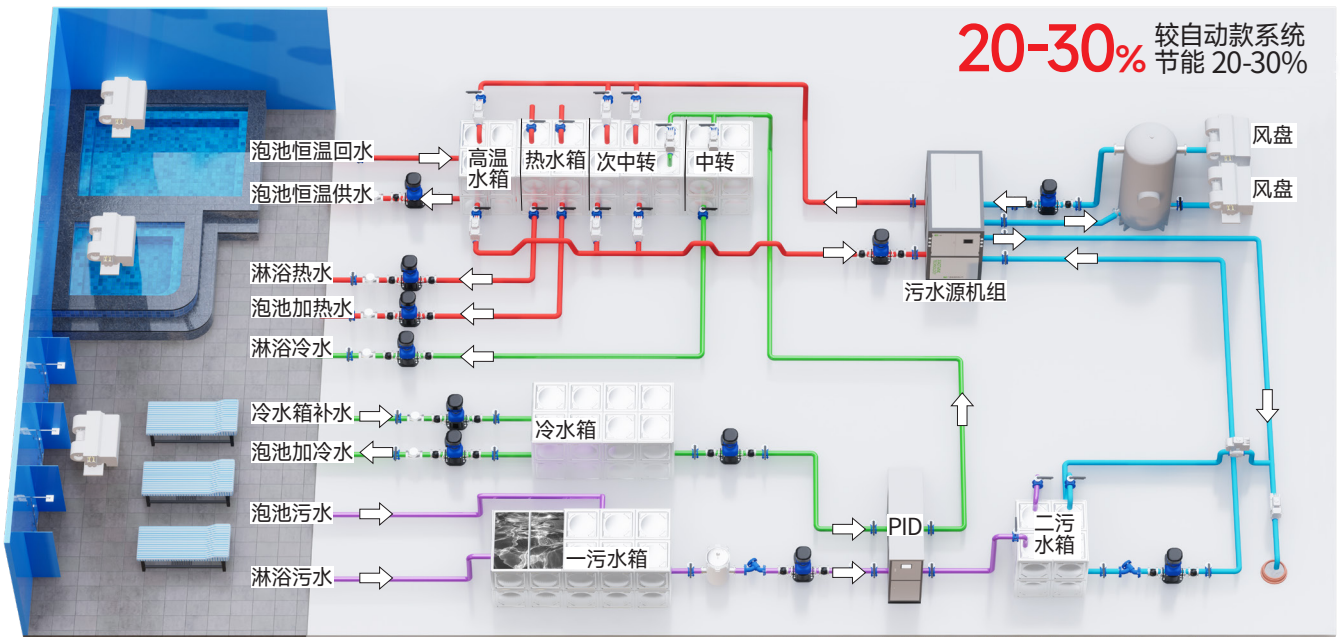 20-30%
较自动款系统
节能 20-30%
泡池恒温回水
泡池恒温供水
高温
水箱
热水箱
次中转
中转
风盘
风盘
淋浴热水
泡池加热水
淋浴冷水
污水源机组
冷水箱补水
泡池加冷水
冷水箱
泡池污水
淋浴污水
一污水箱
PID
二污
水箱